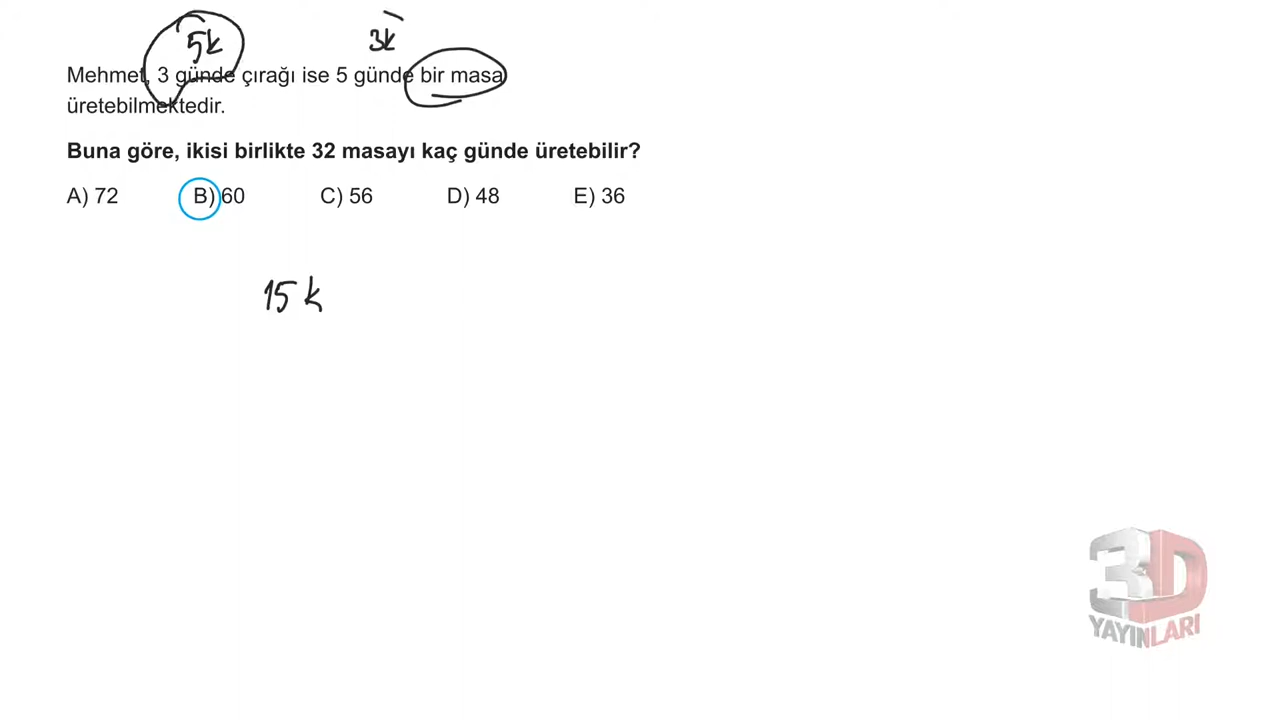 5k 3k
Mehmet, 3 günde çırağı ise 5 günde bir masa
üretebilmektedir.
Buna göre, ikisi birlikte 32 masayı kaç günde üretebilir?
A) 72 B) 60 C) 56 D) 48 E) 36
15k
3D
YAYINLARI